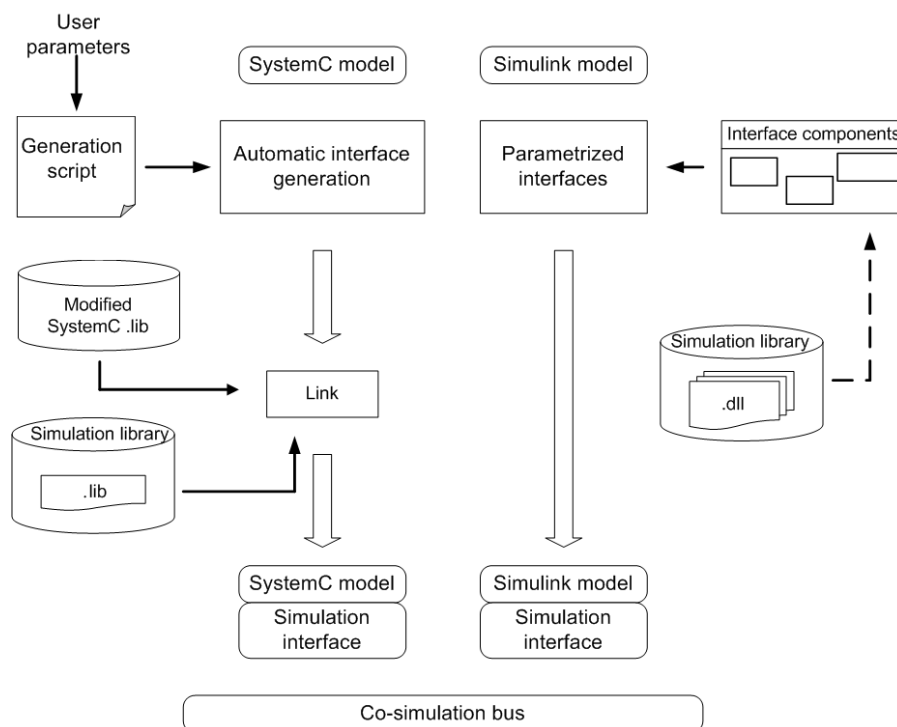 User
parameters
SystemC model
Simulink model
Generation
script
Automatic interface
generation
Parametrized
interfaces
Interface components
Modified
SystemC .lib
Link
Simulation library
.dll
Simulation library
.lib
SystemC model
Simulation
interface
Simulink model
Simulation
interface
Co-simulation bus